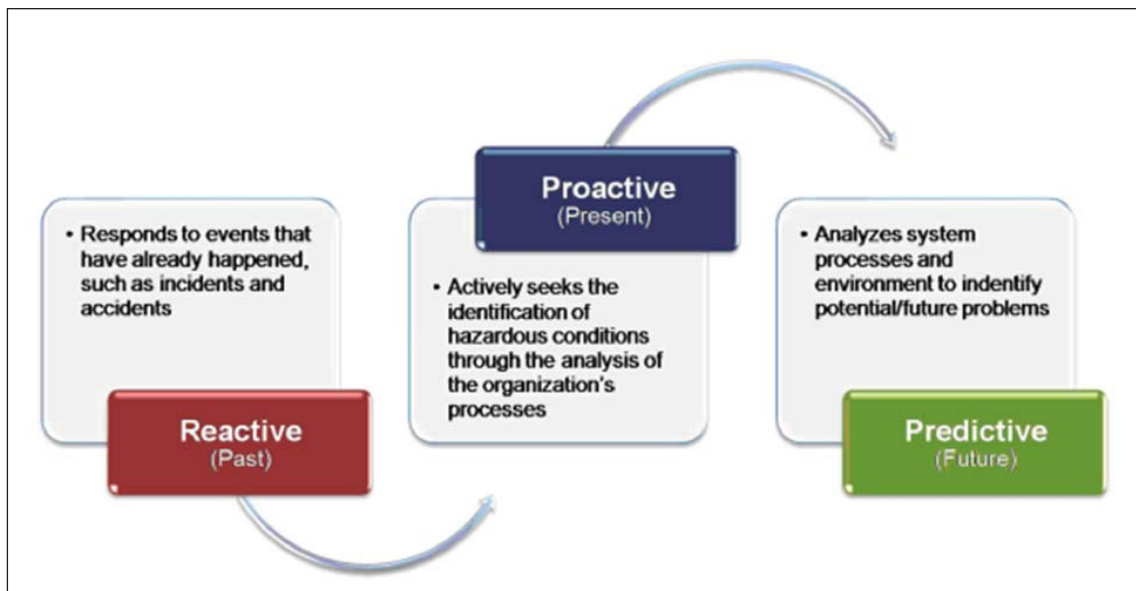 • Responds to events that
have already happened,
such as incidents and
accidents
Reactive
(Past)
Proactive
(Present)
• Actively seeks the
identification of
hazardous conditions
through the analysis of
the organization's
processes
• Analyzes system
processes and
environment to indentify
potential/future problems
Predictive
(Future)